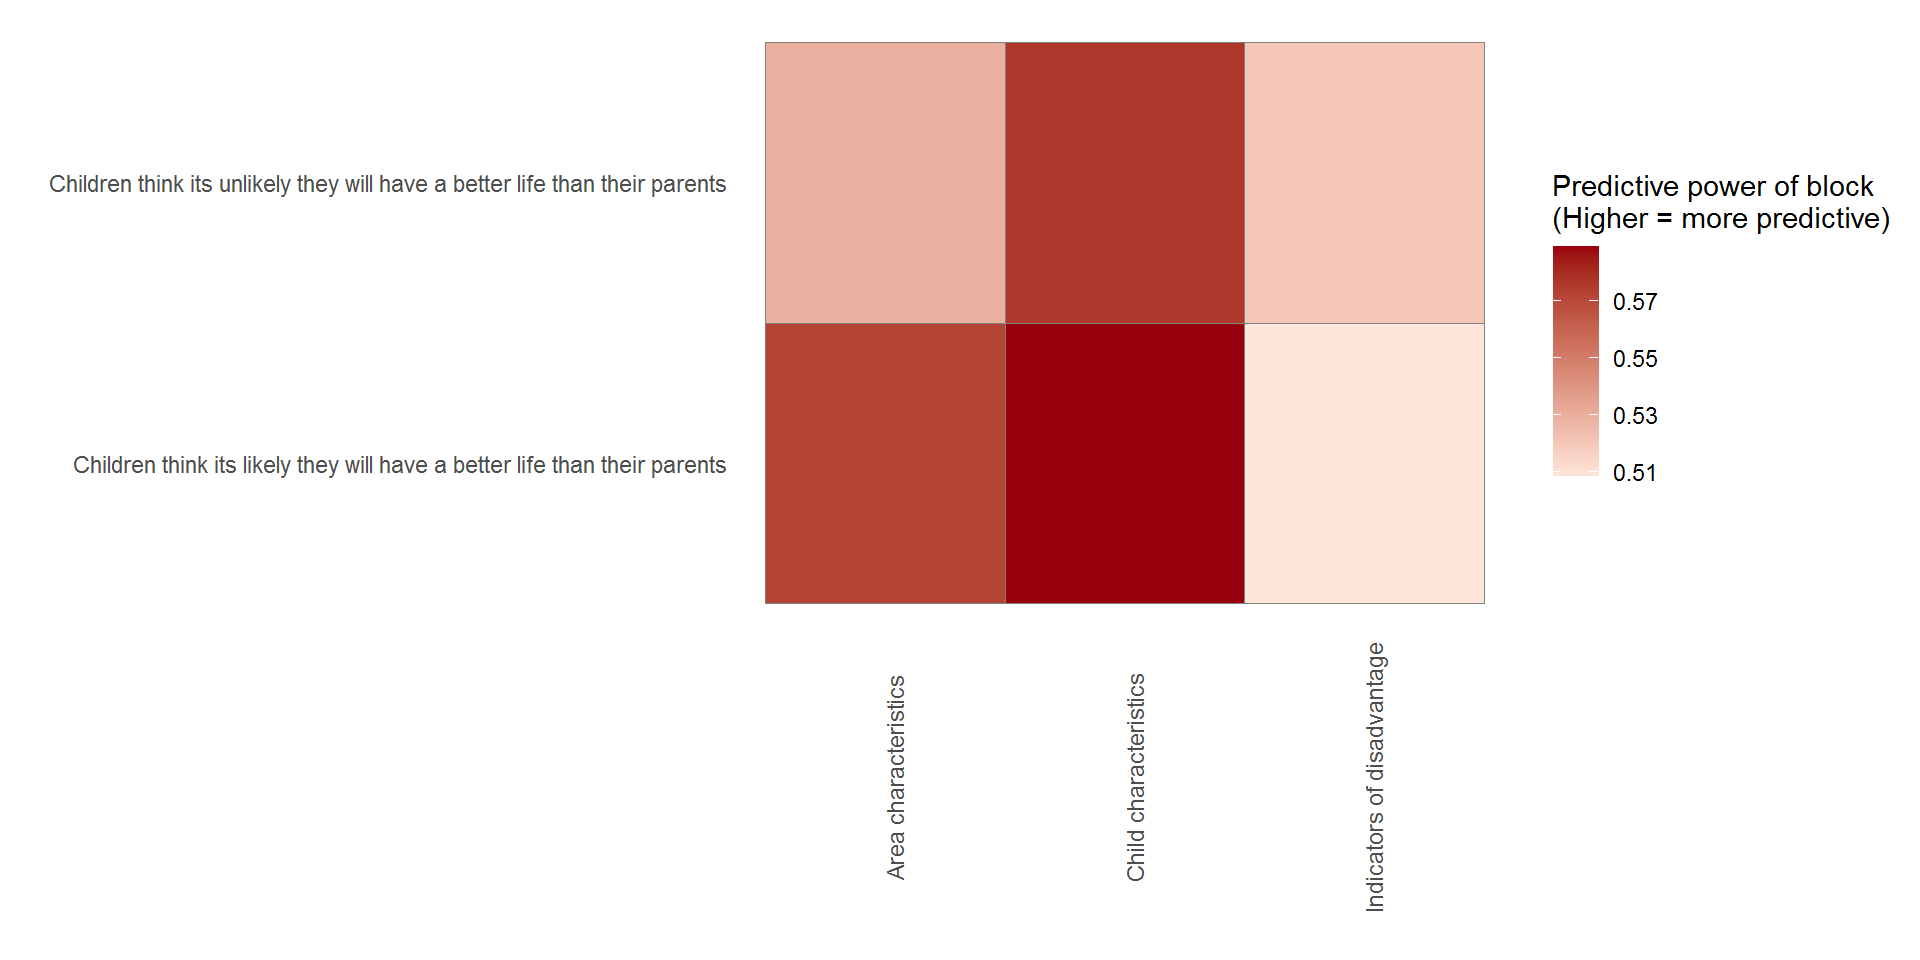 Children think its unlikely they will have a better life than their parents
Children think its likely they will have a better life than their parents
Area characteristics
Child characteristics
Indicators of disadvantage
Predictive power of block
(Higher = more predictive)
0.57
0.55
0.53
0.51